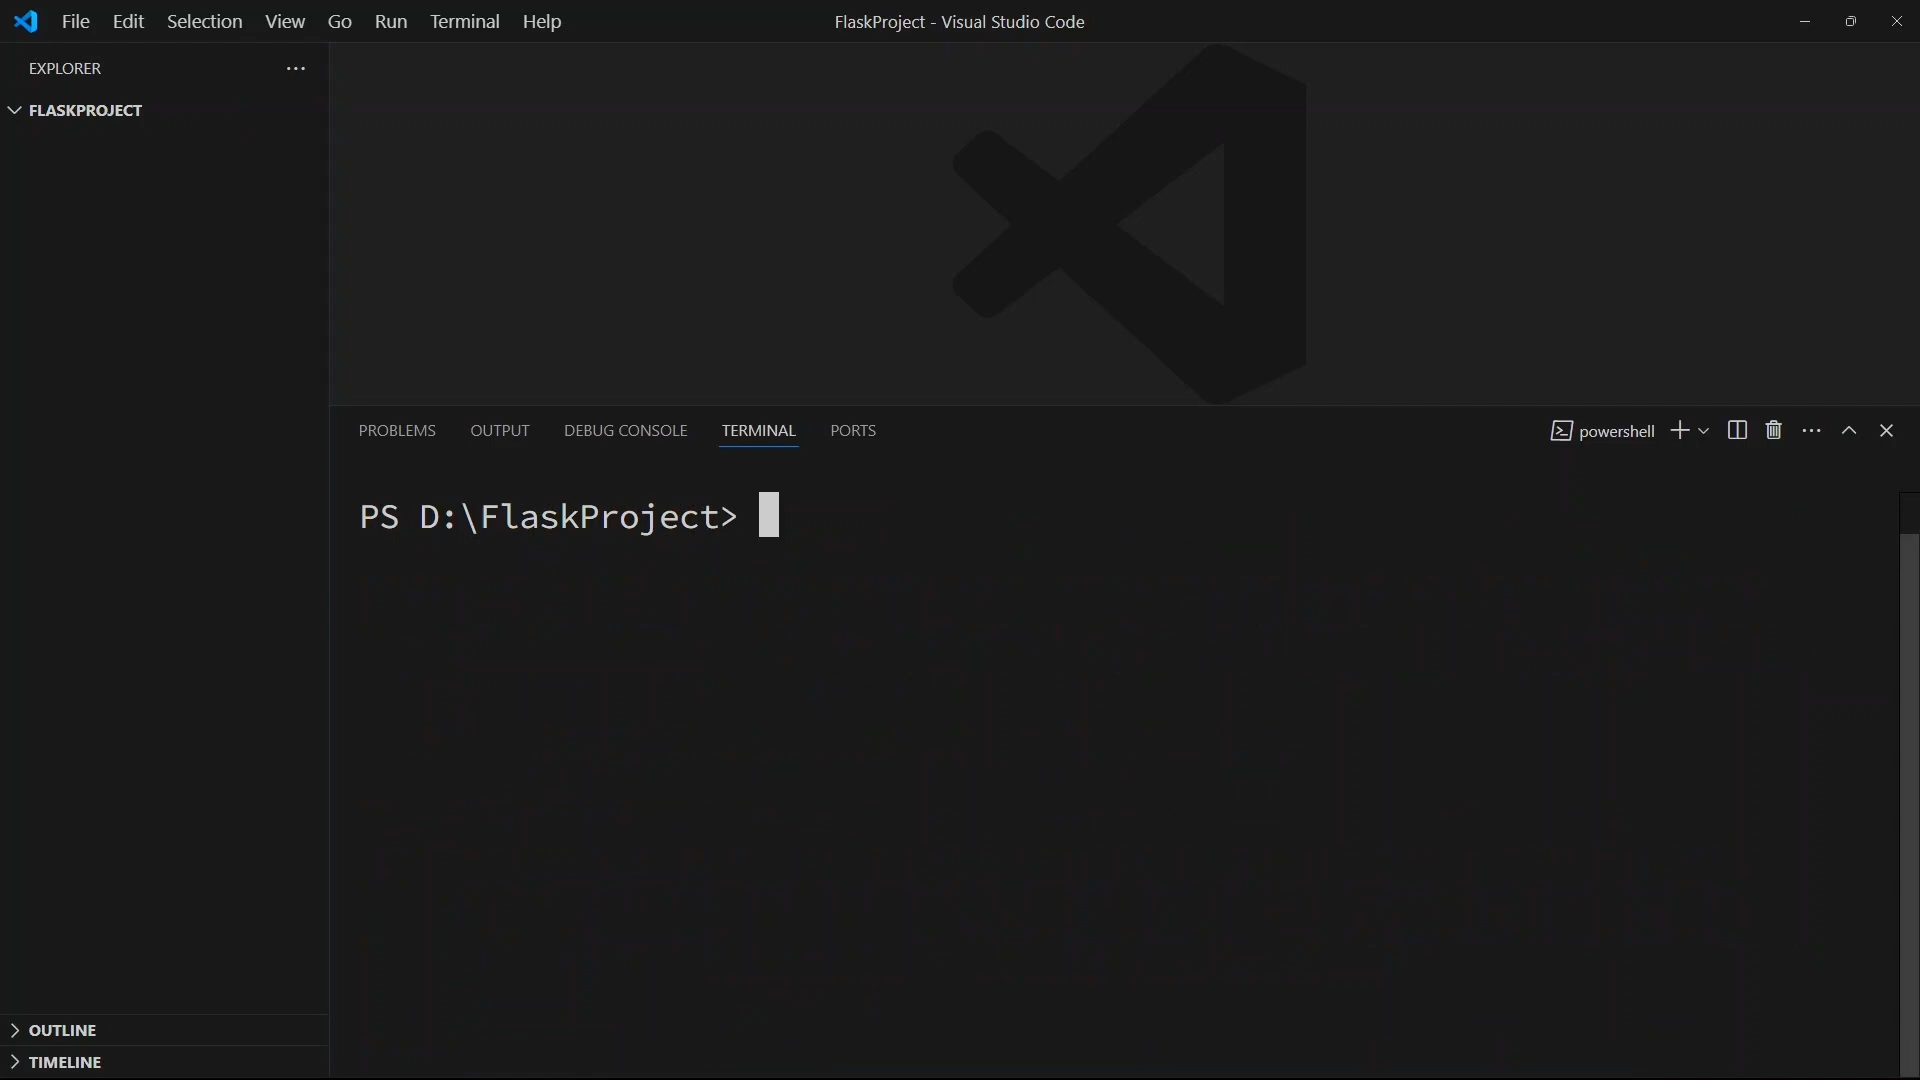 File Edit Selection View Go Run Terminal Help
FlaskProject - Visual Studio Code
EXPLORER
FLASKPROJECT
PROBLEMS OUTPUT DEBUG CONSOLE TERMINAL PORTS
powershell
PS D:\FlaskProject>
OUTLINE
TIMELINE